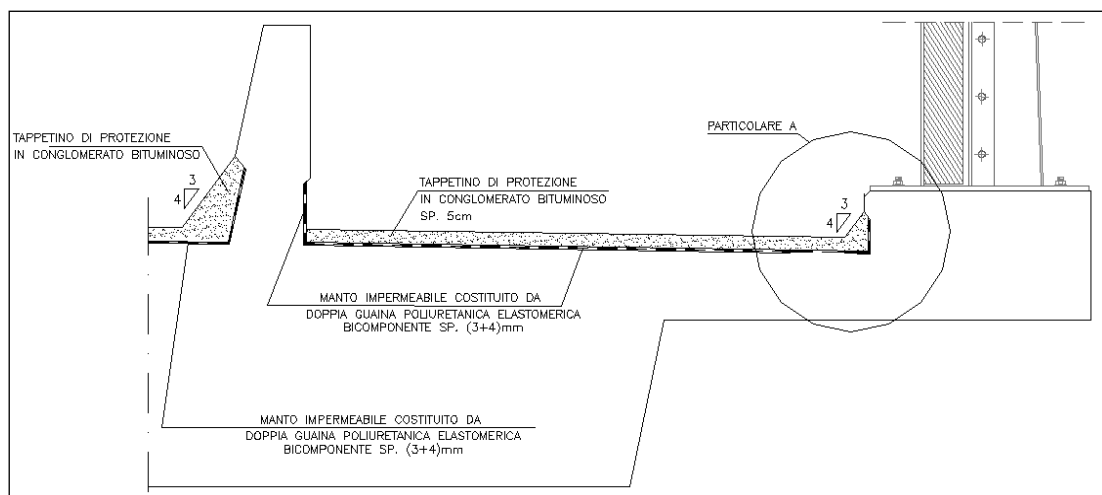 PARTICOLARE A
TAPPETINO DI PROTEZIONE
IN CONGLOMERATO BITUMINOSO
3
4
TAPPETINO DI PROTEZIONE
IN CONGLOMERATO BITUMINOSO
SP. 5cm
3
4
MANTO IMPERMEABILE COSTITUITO DA
DOPPIA GUAINA POLIURETANICA ELASTOMERICA
BICOMPONENTE SP. (3+4)mm
MANTO IMPERMEABILE COSTITUITO DA
DOPPIA GUAINA POLIURETANICA ELASTOMERICA
BICOMPONENTE SP. (3+4)mm